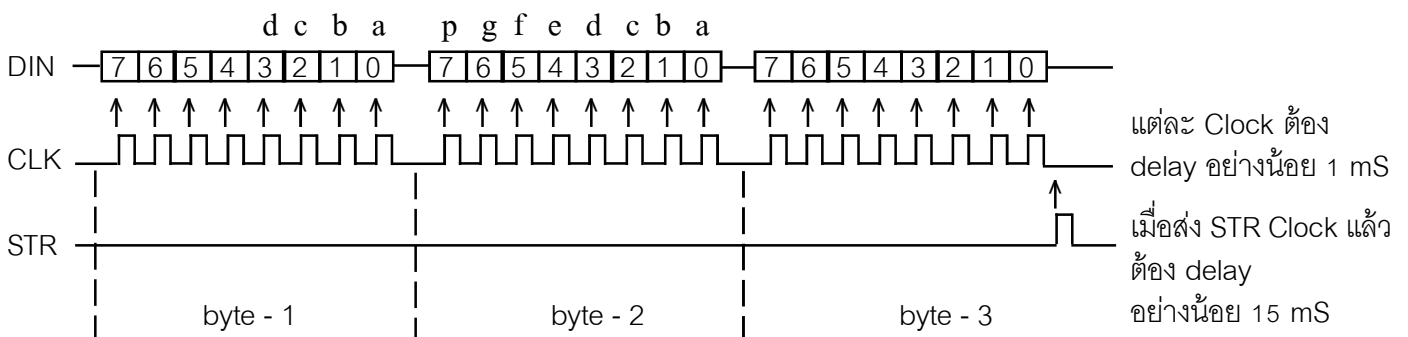 d c b a p g f e d c b a
DIN 7 6 5 4 3 2 1 0 7 6 5 4 3 2 1 0 7 6 5 4 3 2 1 0
แต่ละ Clock ต้อง
CLK delay อย่างน้อย 1 mS
เมื่อส่ง STR Clock แล้ว
STR
ต้อง delay
byte - 1 byte - 2 byte - 3 อย่างน้อย 15 mS